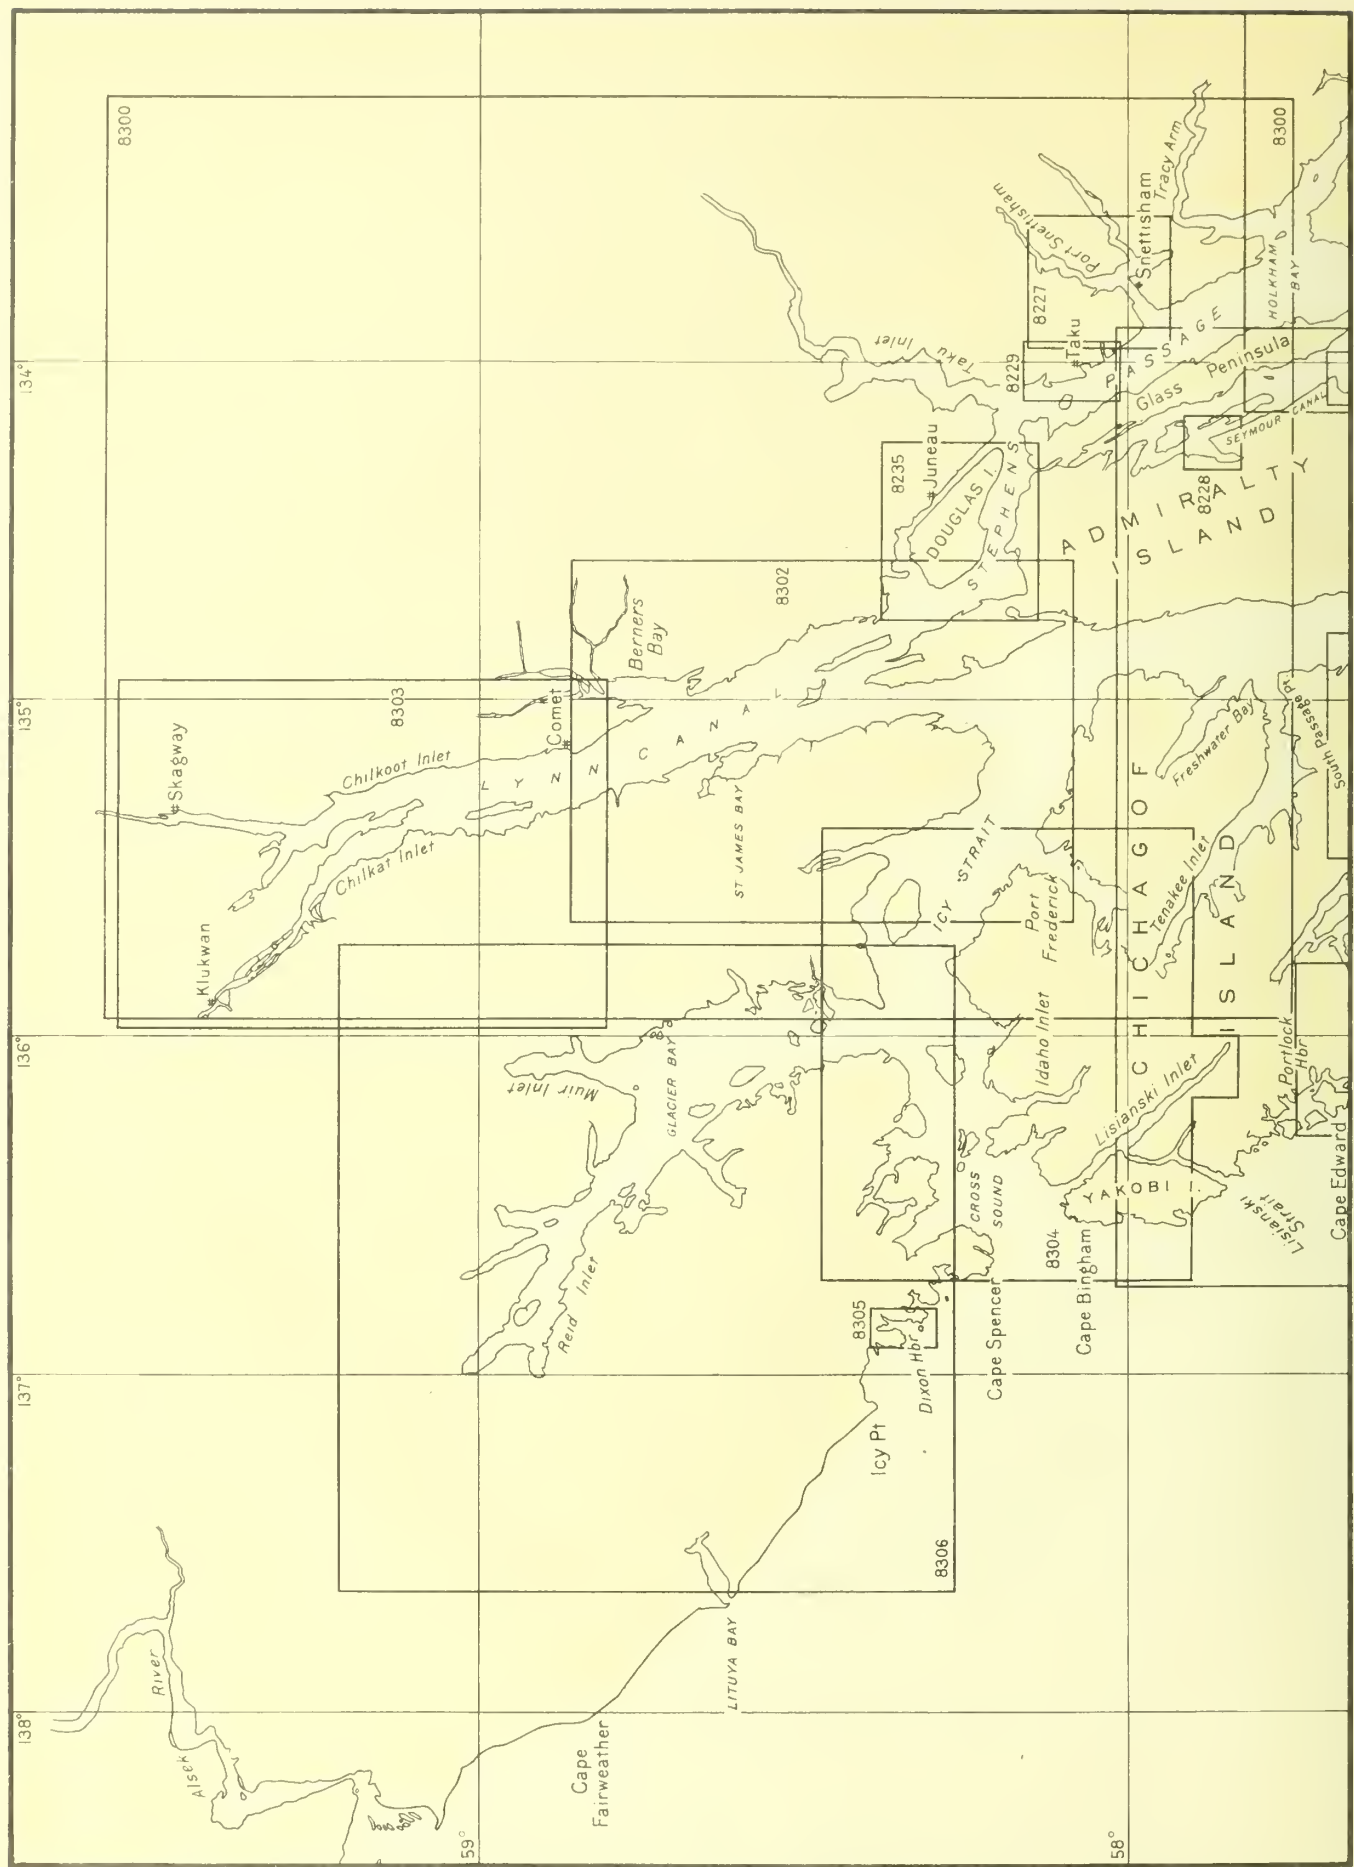 138°
137°
136°
135°
134°
59°
58°
8300
8303
Skagway
Klukwan
Chilkoot Inlet
Chilkat Inlet
Comet
Alsek
River
Muir Inlet
Reid Inlet
GLACIER BAY
LYNN CANAL
Berners
Bay
ST JAMES BAY
8302
Cape
Fairweather
LITUYA BAY
8306
Icy Pt
8305
Dixon Hbr
Cape Spencer
CROSS
SOUND
8304
Cape Bingham
YAKOBI I.
ICY STRAIT
Port
Frederick
Idaho Inlet
Lisianski Inlet
Lisianski
Strait
CHICHAGOF
ISLAND
Tenakee Inlet
Freshwater Bay
South Passage Pt.
Portlock
Hbr
Cape Edward
8235
Juneau
DOUGLAS I.
STEPHENS
PASSAGE
Taku
Inlet
8229
8227
Taku
Port Snettisham
Snettisham
Tracy Arm
HOLKHAM
BAY
Glass Peninsula
SEYMOUR CANAL
8228
ADMIRALTY
ISLAND
8300